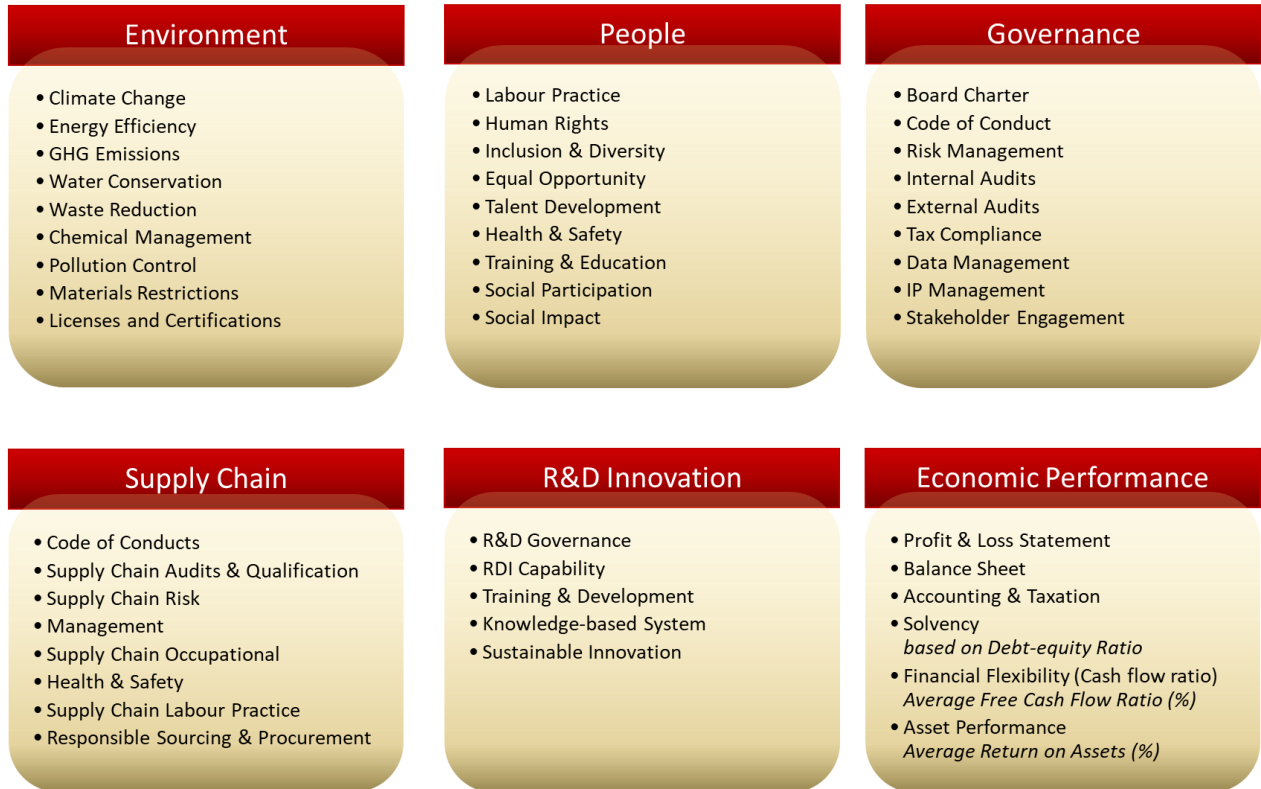 Environment
• Climate Change
• Energy Efficiency
• GHG Emissions
• Water Conservation
• Waste Reduction
• Chemical Management
• Pollution Control
• Materials Restrictions
• Licenses and Certifications
People
• Labour Practice
• Human Rights
• Inclusion & Diversity
• Equal Opportunity
• Talent Development
• Health & Safety
• Training & Education
• Social Participation
• Social Impact
Governance
• Board Charter
• Code of Conduct
• Risk Management
• Internal Audits
• External Audits
• Tax Compliance
• Data Management
• IP Management
• Stakeholder Engagement
Supply Chain
• Code of Conducts
• Supply Chain Audits & Qualification
• Supply Chain Risk
• Management
• Supply Chain Occupational
• Health & Safety
• Supply Chain Labour Practice
• Responsible Sourcing & Procurement
R&D Innovation
• R&D Governance
• RDI Capability
• Training & Development
• Knowledge-based System
• Sustainable Innovation
Economic Performance
• Profit & Loss Statement
• Balance Sheet
• Accounting & Taxation
• Solvency
based on Debt-equity Ratio
• Financial Flexibility (Cash flow ratio)
Average Free Cash Flow Ratio (%)
• Asset Performance
Average Return on Assets (%)